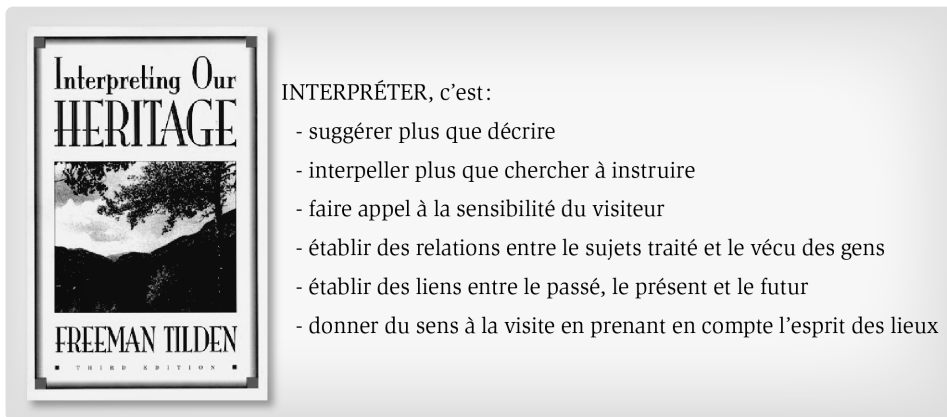 Interpreting Our
HERITAGE
FREEMAN TILDEN
THIRD EDITION
INTERPRÉTER, c'est:
- suggérer plus que décrire
- interpeller plus que chercher à instruire
- faire appel à la sensibilité du visiteur
- établir des relations entre le sujets traité et le vécu des gens
- établir des liens entre le passé, le présent et le futur
- donner du sens à la visite en prenant en compte l'esprit des lieux